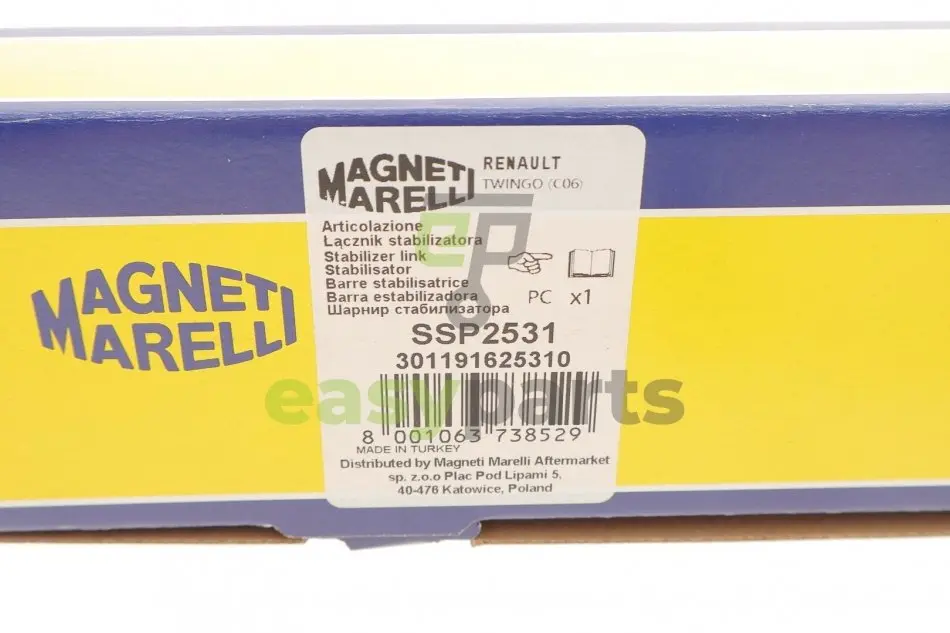 MAGNETI
MARELLI
RENAULT
TWINGO (C06)
MAGNETI
MARELLI
Articolazione
Łącznik stabilizatora
Stabilizer link
Stabilisator
Barre stabilisatrice
Barra estabilizadora
Шарнир стабилизатора
ep
PC x1
SSP2531
301191625310
easyparts
8 001063 738529
MADE IN TURKEY
Distributed by Magneti Marelli Aftermarket
sp. z.o.o Plac Pod Lipami 5,
40-476 Katowice, Poland